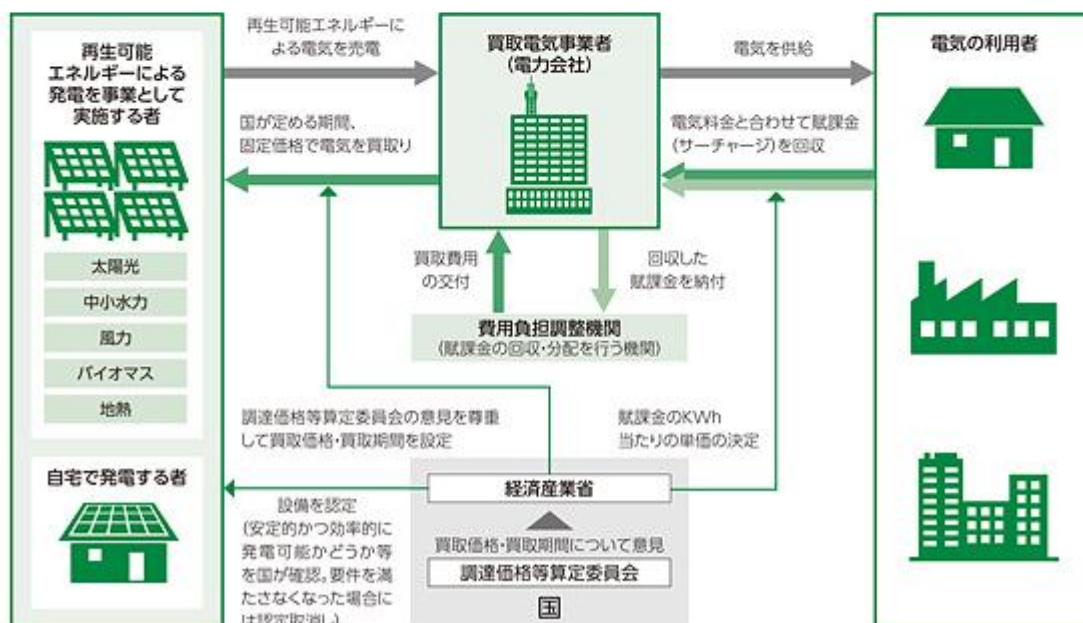 再生可能
エネルギーによる
発電を事業として
実施する者
太陽光
中小水力
風力
バイオマス
地熱
自宅で発電する者
再生可能エネルギーに
よる電気を売電
国が定める期間、
固定価格で電気を買取り
買取電気事業者
(電力会社)
電気を供給
電気料金と合わせて賦課金
(サーチャージ)を回収
電気の利用者
買取費用
の交付
回収した
賦課金を納付
費用負担調整機関
(賦課金の回収・分配を行う機関)
調達価格等算定委員会の意見を尊重
して買取価格・買取期間を設定
賦課金のKWh
当たりの単価の決定
設備を認定
(安定的かつ効率的に
発電可能かどうか等
を国が確認。要件を満
たさなくなった場合に
は認定取消し)
経済産業省
買取価格・買取期間について意見
調達価格等算定委員会
国